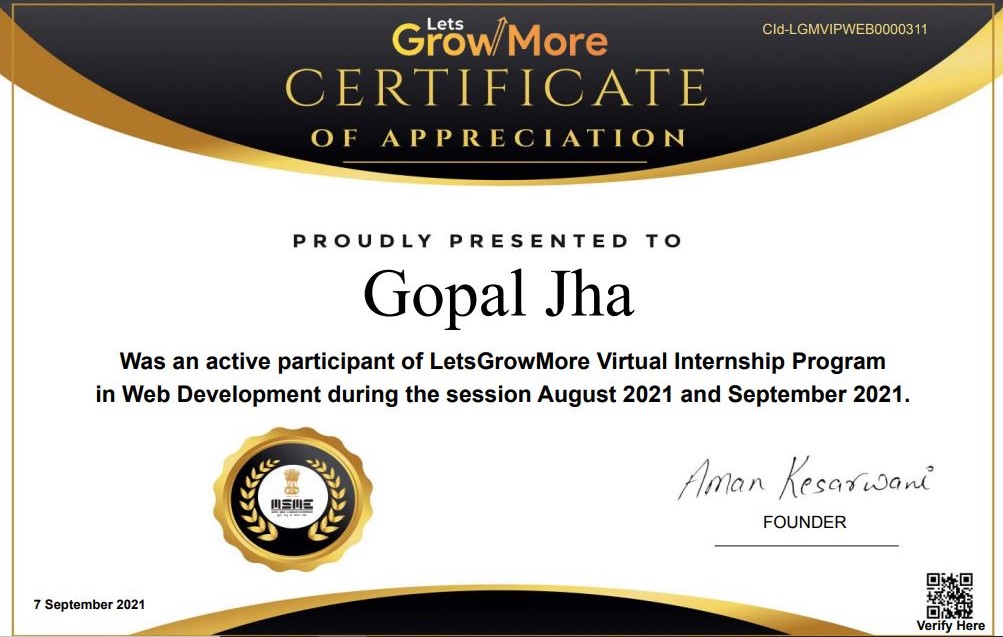 Lets
GrowMore
CId-LGMVIPWEB0000311
CERTIFICATE
OF APPRECIATION
PROUDLY PRESENTED TO
Gopal Jha
Was an active participant of LetsGrowMore Virtual Internship Program
in Web Development during the session August 2021 and September 2021.
MSME
Aman Kesarwani
FOUNDER
7 September 2021
Verify Here